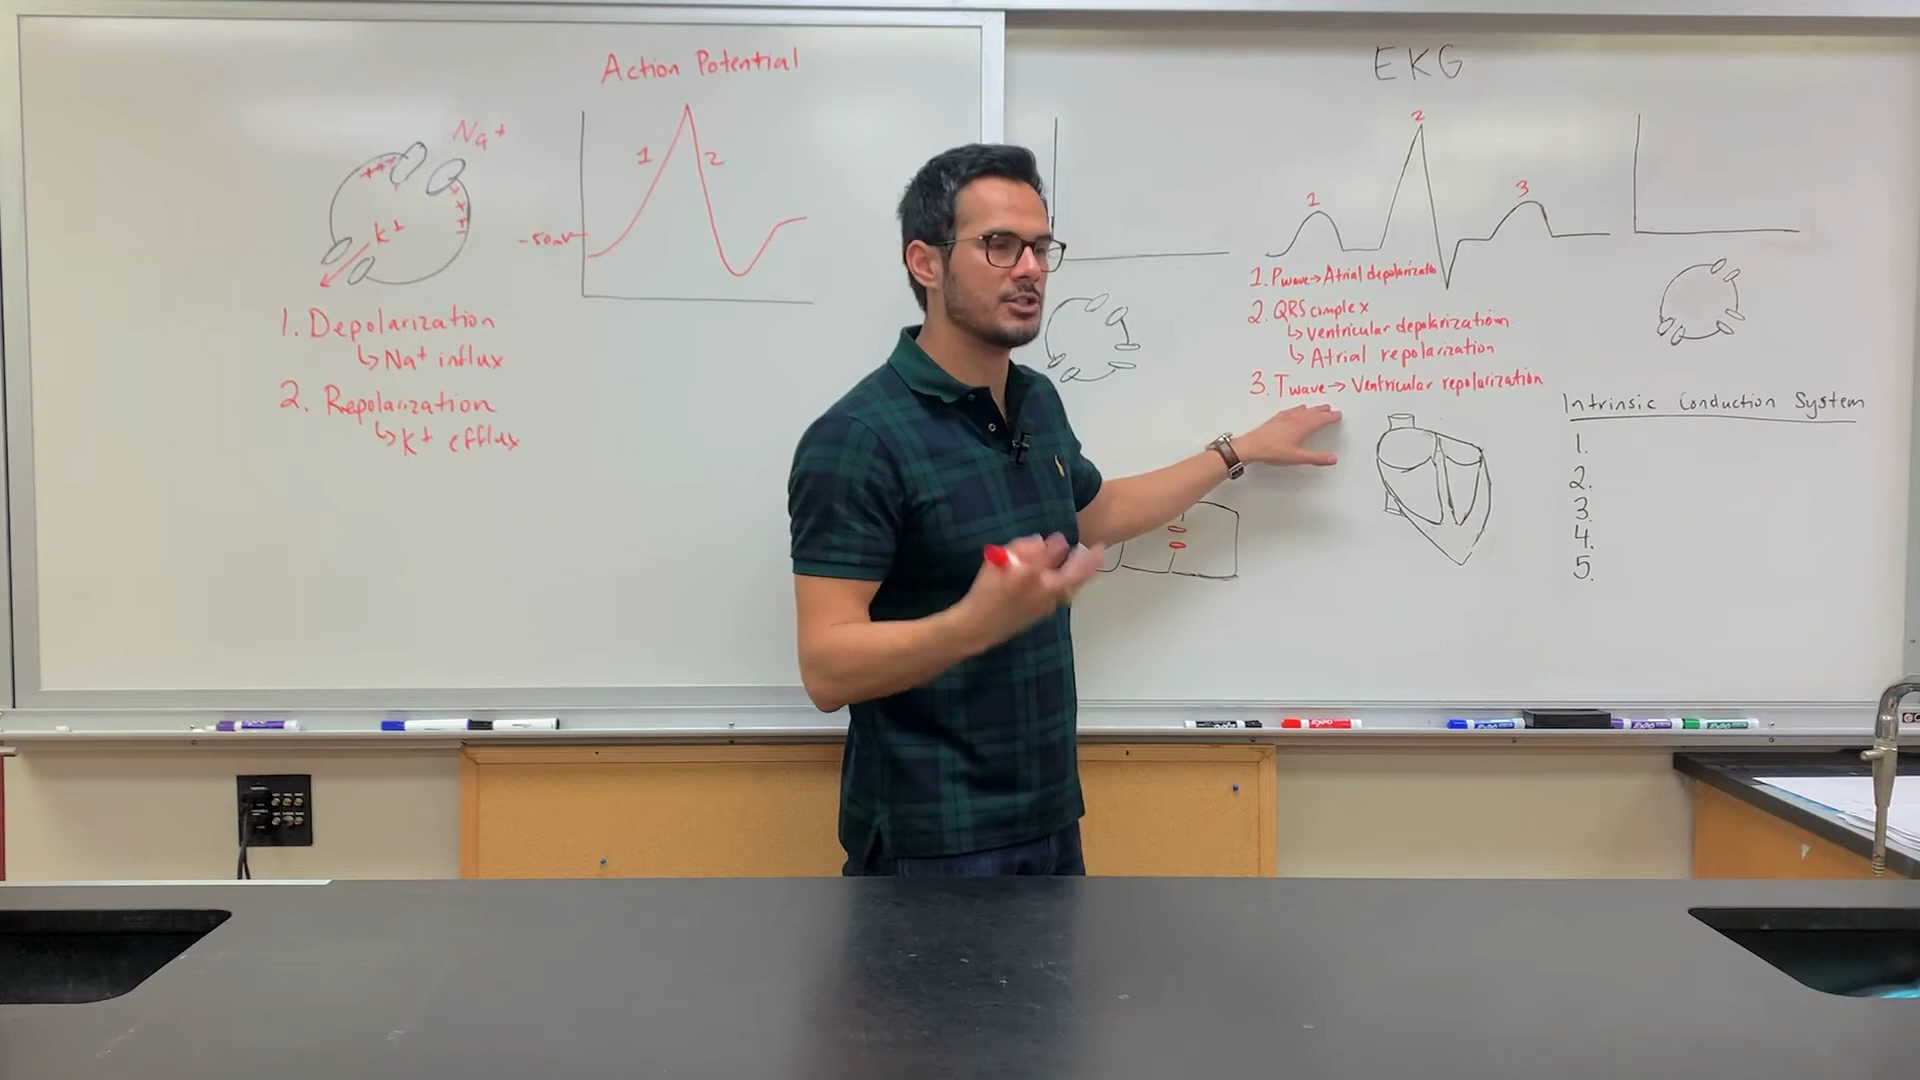 Action Potential
Na+
K+
+++
+++
1
2
-50mV
1. Depolarization
↳ Na+ influx
2. Repolarization
↳ K+ efflux
EKG
1
2
3
1. Pwave → Atrial depolarizatio
2. QRS complex
↳ Ventricular depolarization
↳ Atrial repolarization
3. Twave → Ventricular repolarization
Intrinsic Conduction System
1.
2.
3.
4.
5.
EXPO